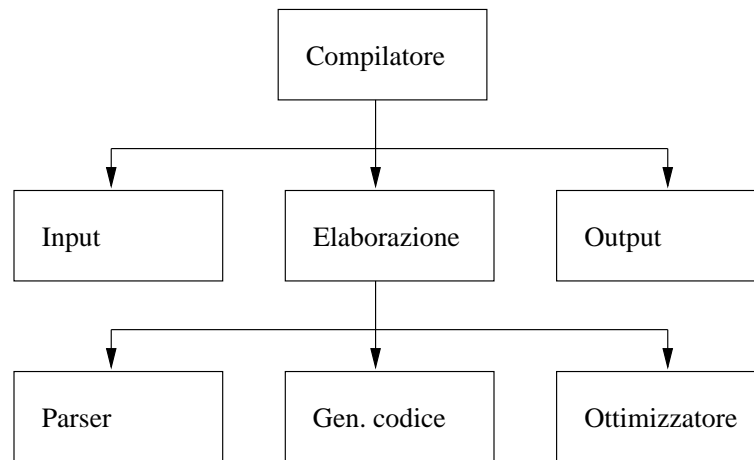 Compilatore
Input
Elaborazione
Output
Parser
Gen. codice
Ottimizzatore